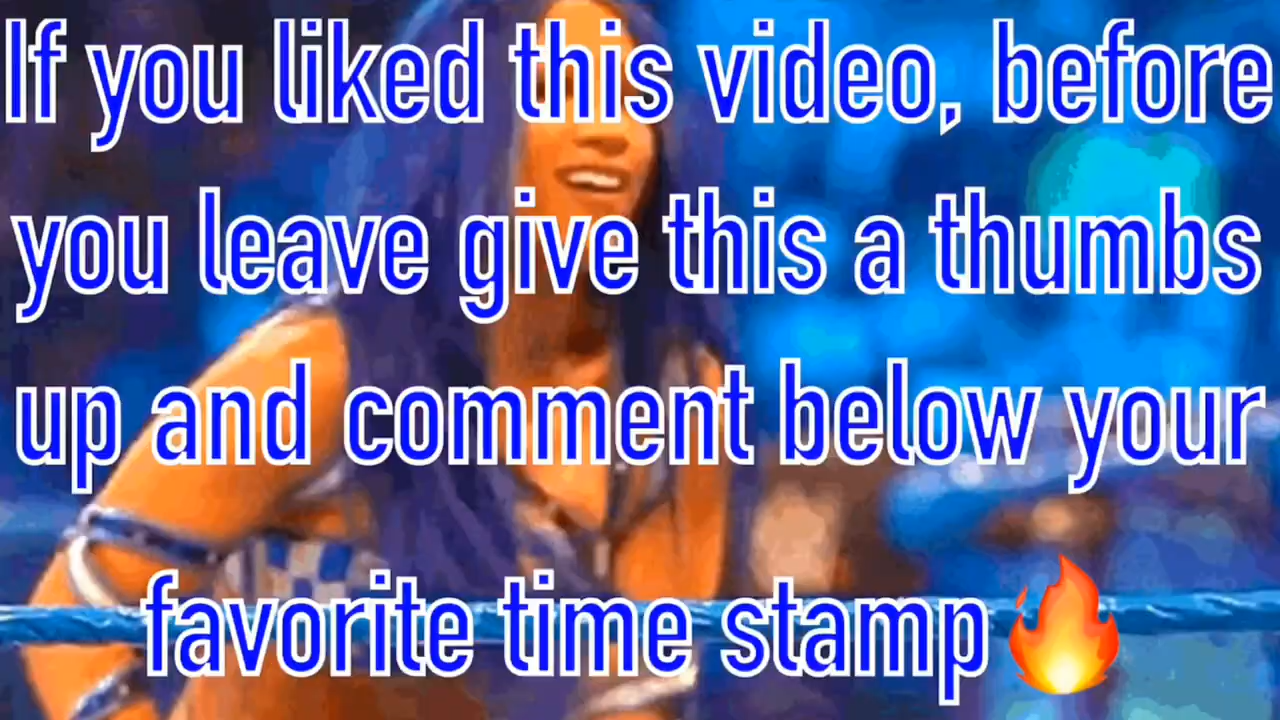 If you liked this video, before
you leave give this a thumbs
up and comment below your
favorite time stamp🔥